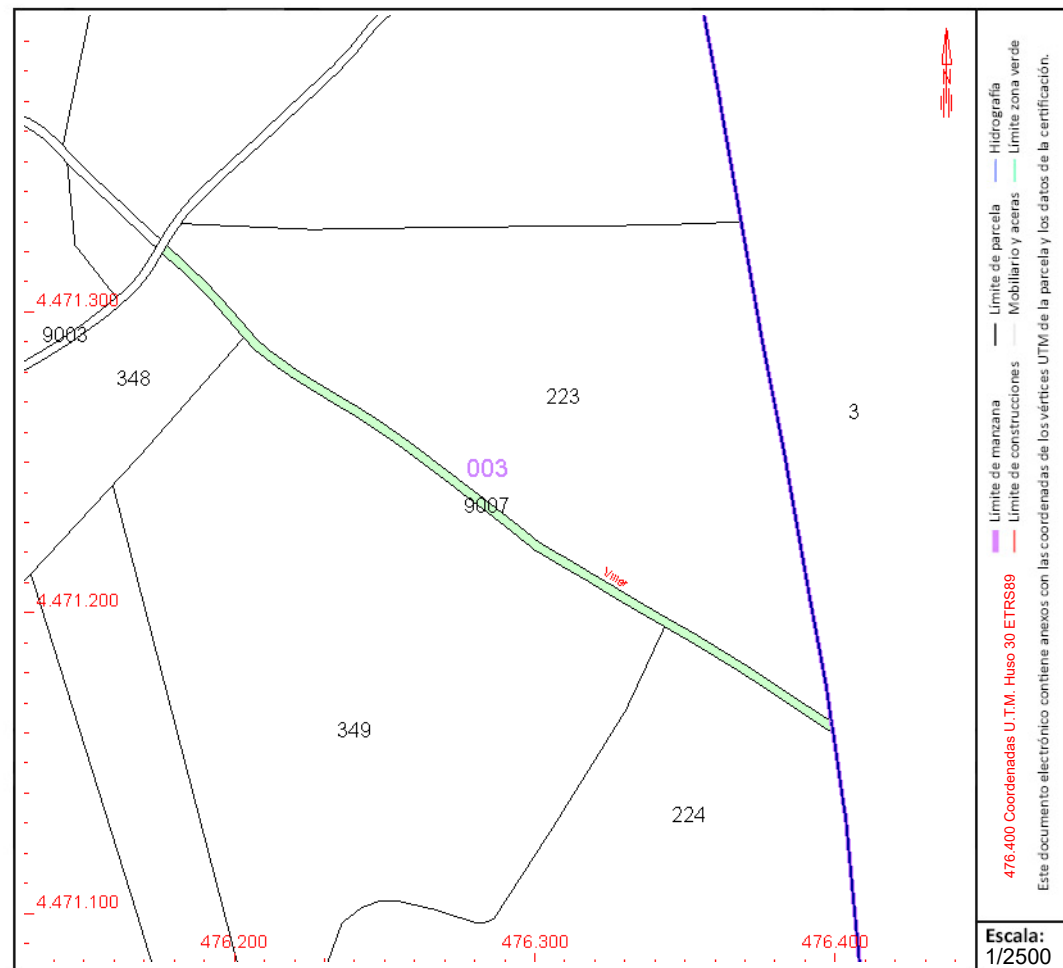 N
4.471.300
9003
348
223
3
003
9007
4.471.200
349
224
4.471.100
476.200
476.300
476.400
Hidrografía
Límite zona verde
Límite de parcela
Mobiliario y aceras
Límite de manzana
Límite de construcciones
476.400 Coordenadas U.T.M. Huso 30 ETRS89
Este documento electrónico contiene anexos con las coordenadas de los vértices UTM de la parcela y los datos de la certificación.
Escala:
1/2500